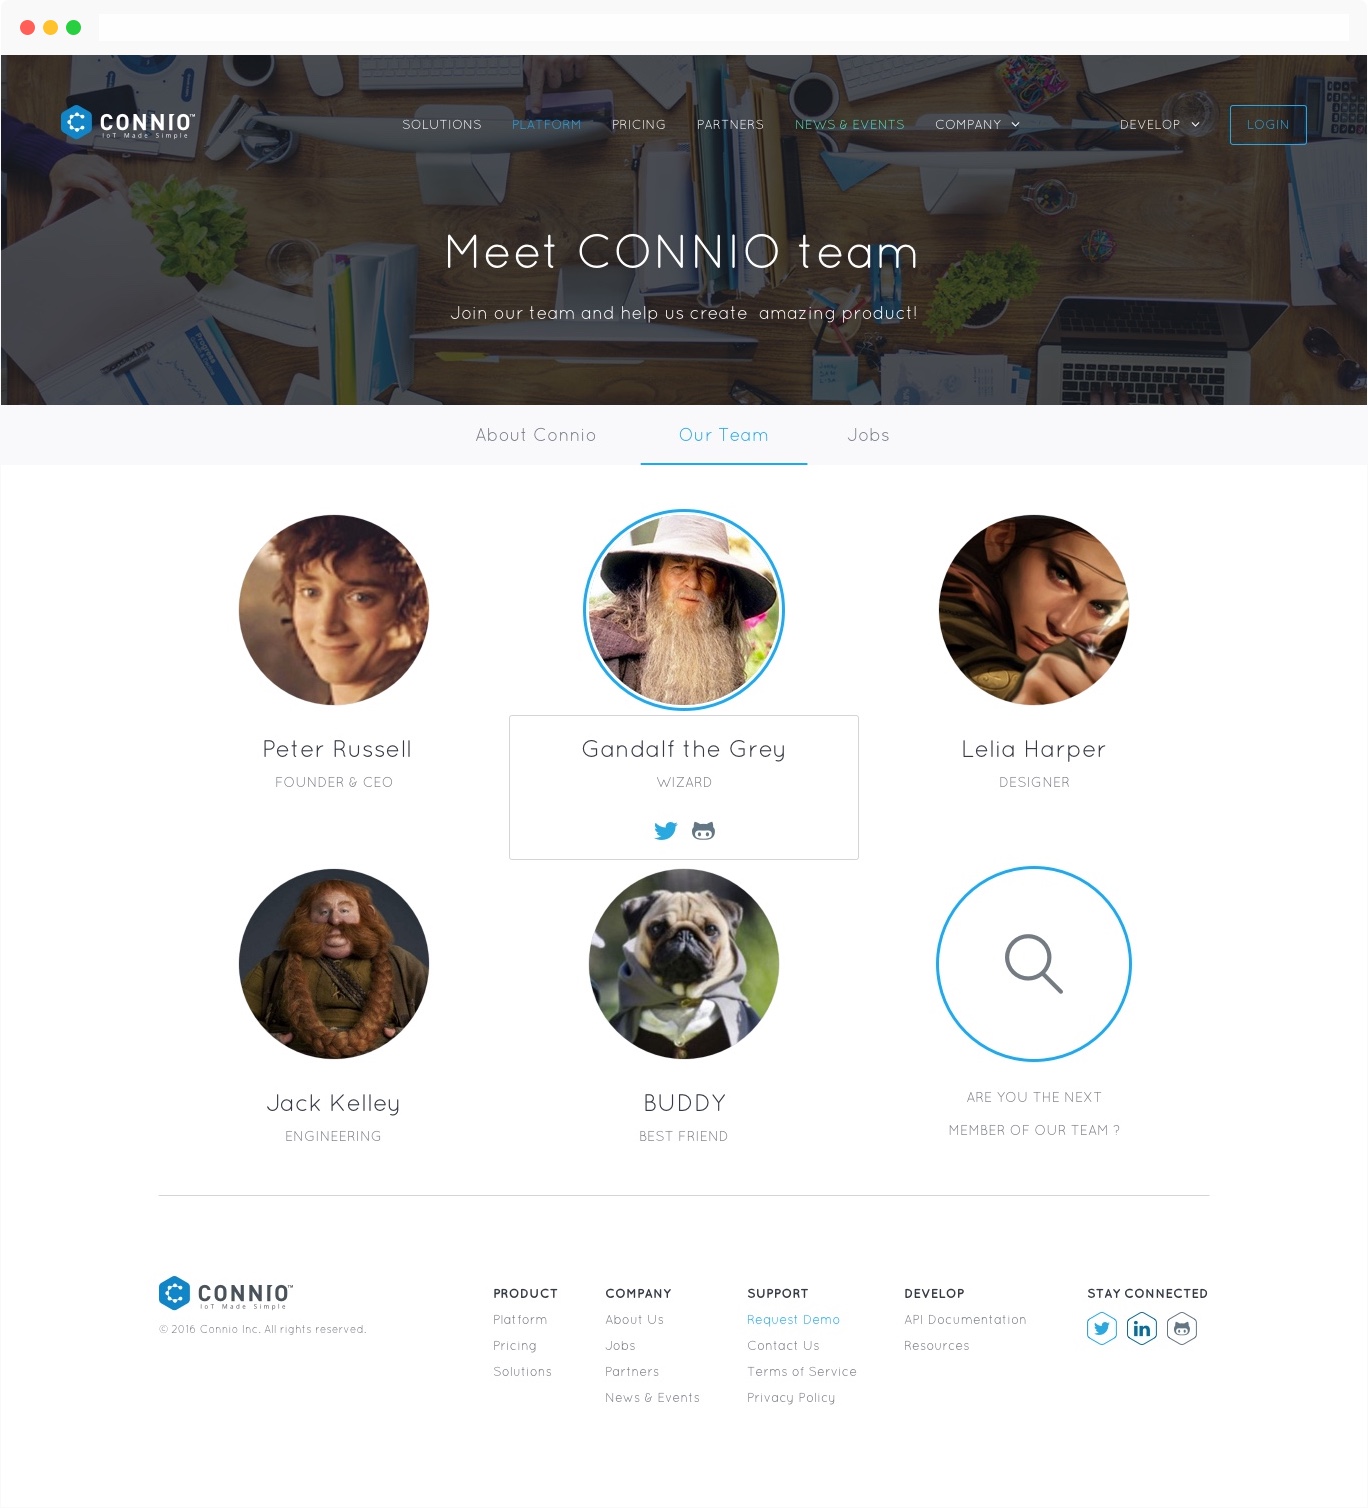 CONNIO™
IoT Made Simple
SOLUTIONS PLATFORM PRICING PARTNERS NEWS & EVENTS COMPANY DEVELOP LOGIN
Meet CONNIO team
Join our team and help us create amazing product!
About Connio Our Team Jobs
Peter Russell
FOUNDER & CEO
Gandalf the Grey
WIZARD
Lelia Harper
DESIGNER
Jack Kelley
ENGINEERING
BUDDY
BEST FRIEND
ARE YOU THE NEXT
MEMBER OF OUR TEAM ?
CONNIO™
IoT Made Simple
© 2016 Connio Inc. All rights reserved.
PRODUCT
Platform
Pricing
Solutions
COMPANY
About Us
Jobs
Partners
News & Events
SUPPORT
Request Demo
Contact Us
Terms of Service
Privacy Policy
DEVELOP
API Documentation
Resources
STAY CONNECTED
in